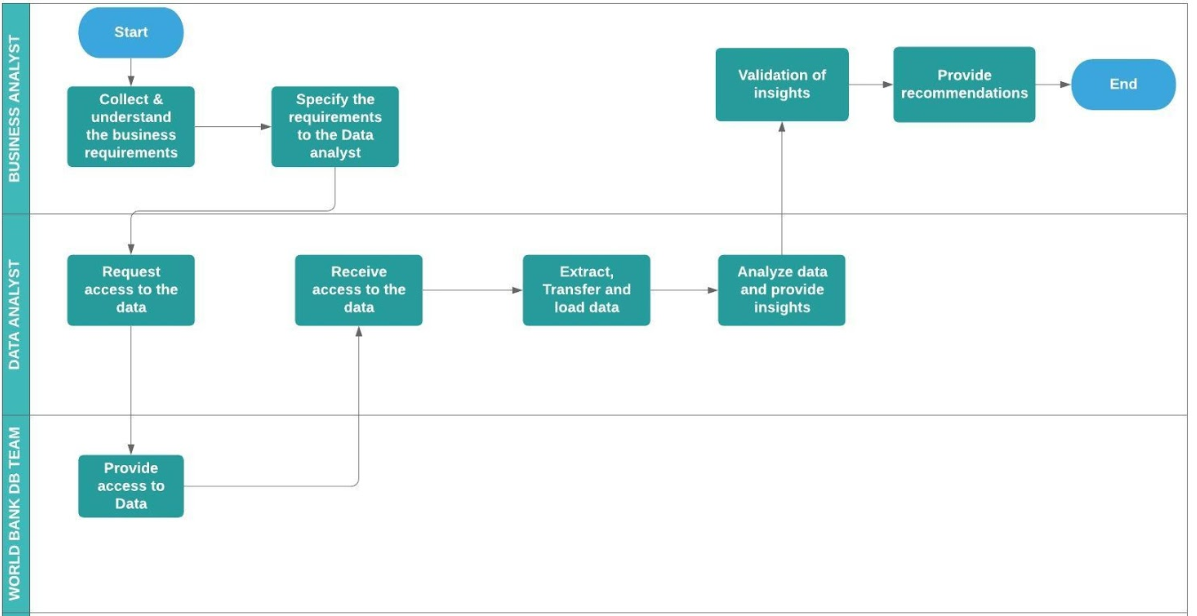 BUSINESS ANALYST
Start
Collect &
understand
the business
requirements
Specify the
requirements
to the Data
analyst
Validation of
insights
Provide
recommendations
End
DATA ANALYST
Request
access to the
data
Receive
access to the
data
Extract,
Transfer and
load data
Analyze data
and provide
insights
WORLD BANK DB TEAM
Provide
access to
Data